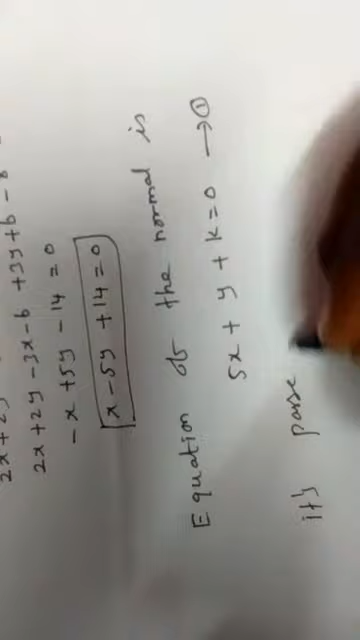 2x + 2y - 3x - 6 + 3y + 6 - 8
- x + 5y - 14 = 0
x - 5y + 14 = 0
Equation of the normal is
5x + y + k = 0 → ①
it's passe